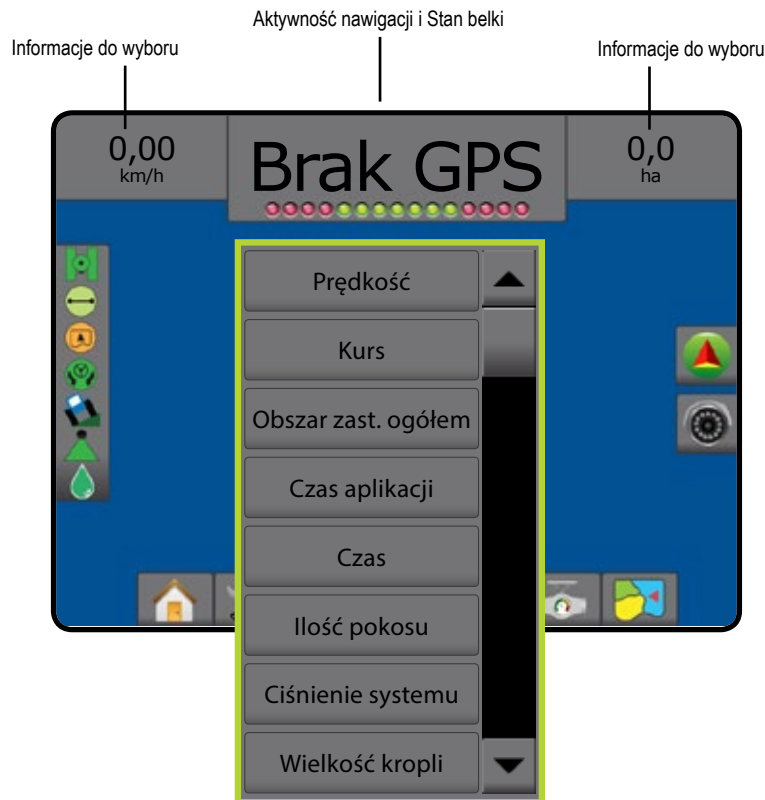 Aktywność nawigacji i Stan belki
Informacje do wyboru
Informacje do wyboru
0,00
km/h
Brak GPS
0,0
ha
Prędkość
Kurs
Obszar zast. ogółem
Czas aplikacji
Czas
Ilość pokosu
Ciśnienie systemu
Wielkość kropli